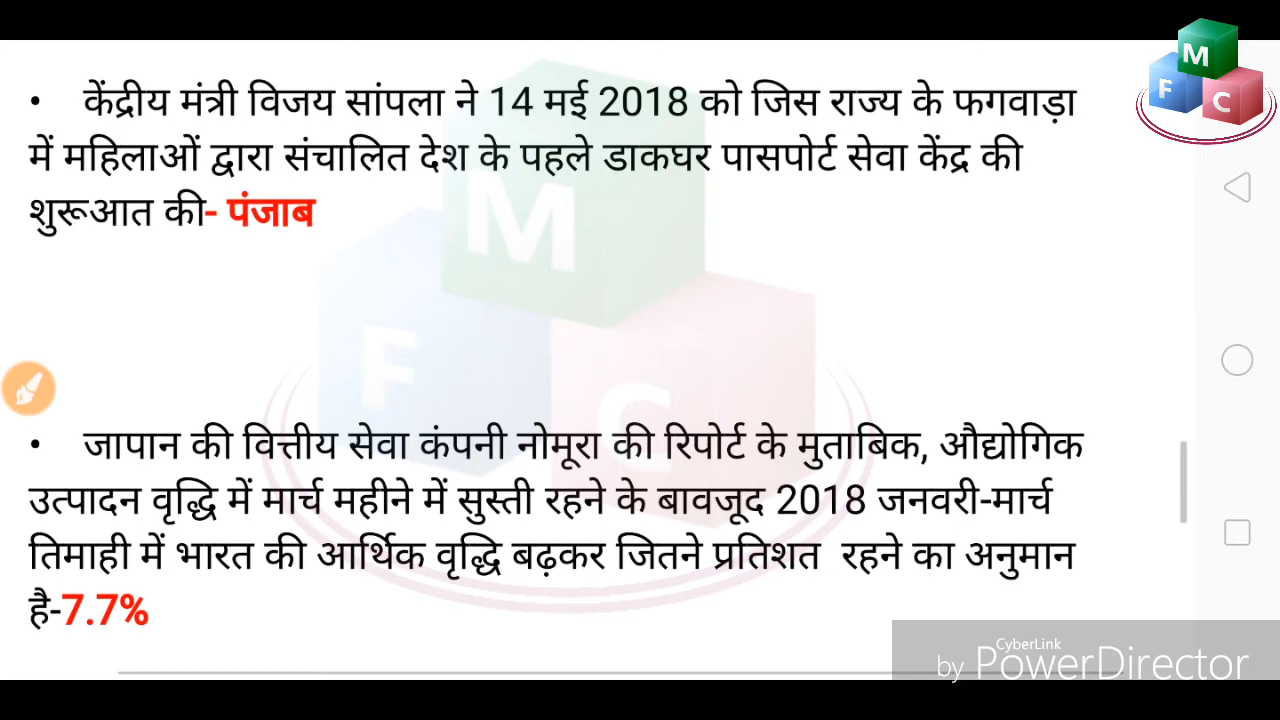 • केंद्रीय मंत्री विजय सांपला ने 14 मई 2018 को जिस राज्य के फगवाड़ा
में महिलाओं द्वारा संचालित देश के पहले डाकघर पासपोर्ट सेवा केंद्र की
शुरूआत की- पंजाब
• जापान की वित्तीय सेवा कंपनी नोमूरा की रिपोर्ट के मुताबिक, औद्योगिक
उत्पादन वृद्धि में मार्च महीने में सुस्ती रहने के बावजूद 2018 जनवरी-मार्च
तिमाही में भारत की आर्थिक वृद्धि बढ़कर जितने प्रतिशत रहने का अनुमान
है-7.7%
M
F C
M
F
C
CyberLink
by PowerDirector